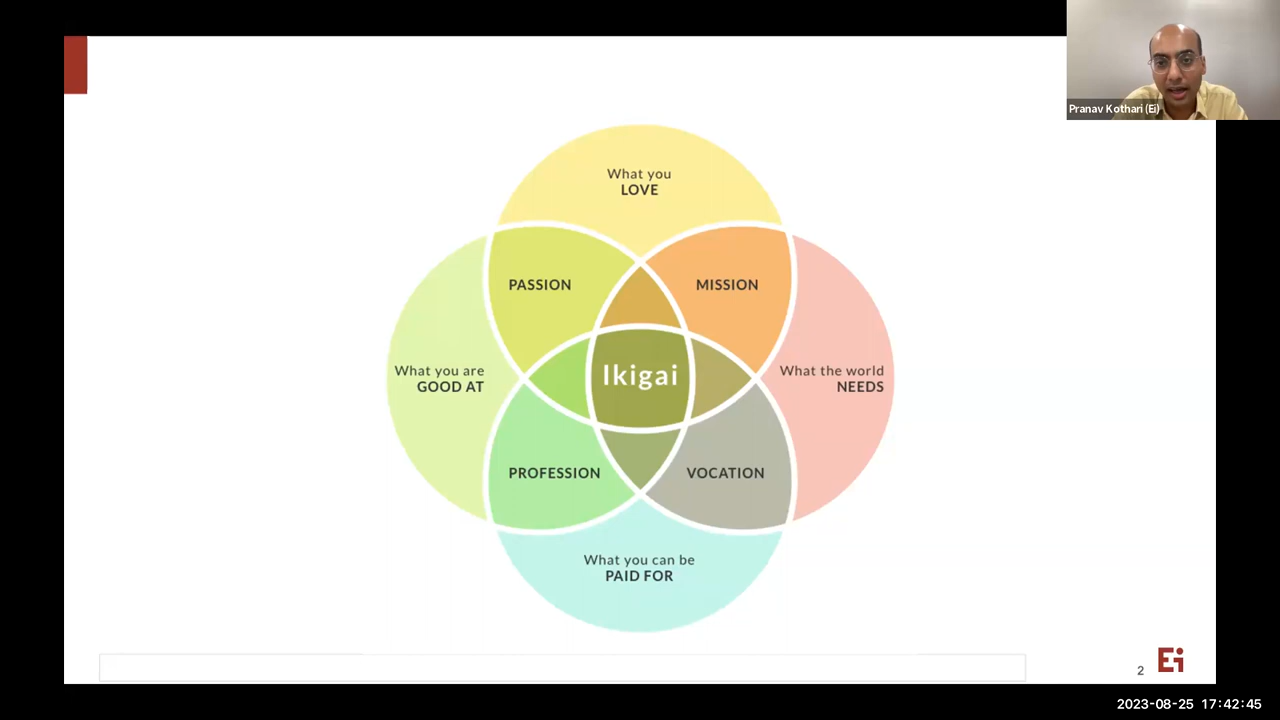 Pranav Kothari (Ei)
What you
LOVE
PASSION
MISSION
What you are
GOOD AT
Ikigai
What the world
NEEDS
PROFESSION
VOCATION
What you can be
PAID FOR
2
Ei
2023-08-25 17:42:45